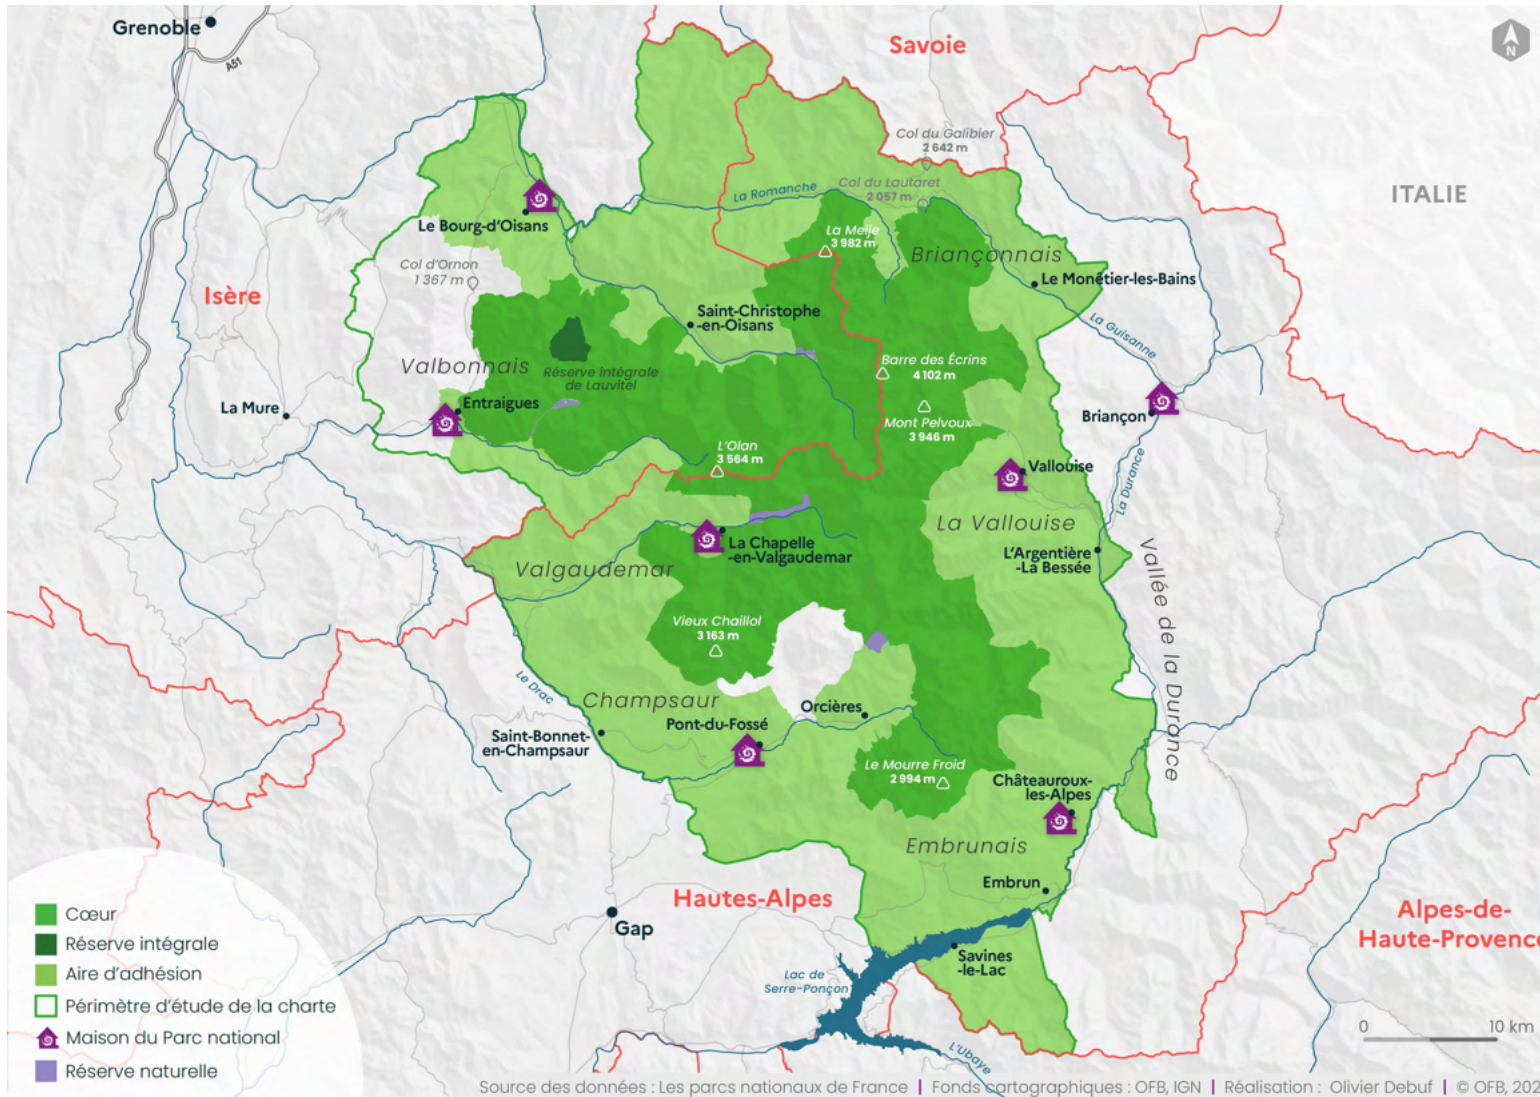 Grenoble
A51
Savoie
N
Col du Galibier
2 642 m
ITALIE
La Romanche
Col du Lautaret
2 057 m
Le Bourg-d'Oisans
La Meije
3 982 m
Briançonnais
Col d'Ornon
1 367 m
Le Monêtier-les-Bains
Isère
Saint-Christophe
-en-Oisans
La Guisanne
Valbonnais
Réserve intégrale
de Lauvitel
Barre des Écrins
4 102 m
La Mure
Entraigues
Briançon
Mont Pelvoux
3 946 m
L'Olan
3 564 m
Vallouise
La Durance
La Vallouise
La Chapelle
-en-Valgaudemar
L'Argentière
-La Bessée
Valgaudemar
Vallée de la Durance
Vieux Chaillol
3 163 m
Le Drac
Champsaur
Orcières
Pont-du-Fossé
Saint-Bonnet-
en-Champsaur
Le Mourre Froid
2 994 m
Châteauroux-
les-Alpes
Embrunais
Embrun
Hautes-Alpes
Gap
Alpes-de-
Haute-Provence
Savines
-le-Lac
Lac de
Serre-Ponçon
L'Ubaye
Cœur
Réserve intégrale
Aire d'adhésion
Périmètre d'étude de la charte
Maison du Parc national
Réserve naturelle
0 10 km
Source des données : Les parcs nationaux de France | Fonds cartographiques : OFB, IGN | Réalisation : Olivier Debuf | © OFB, 202